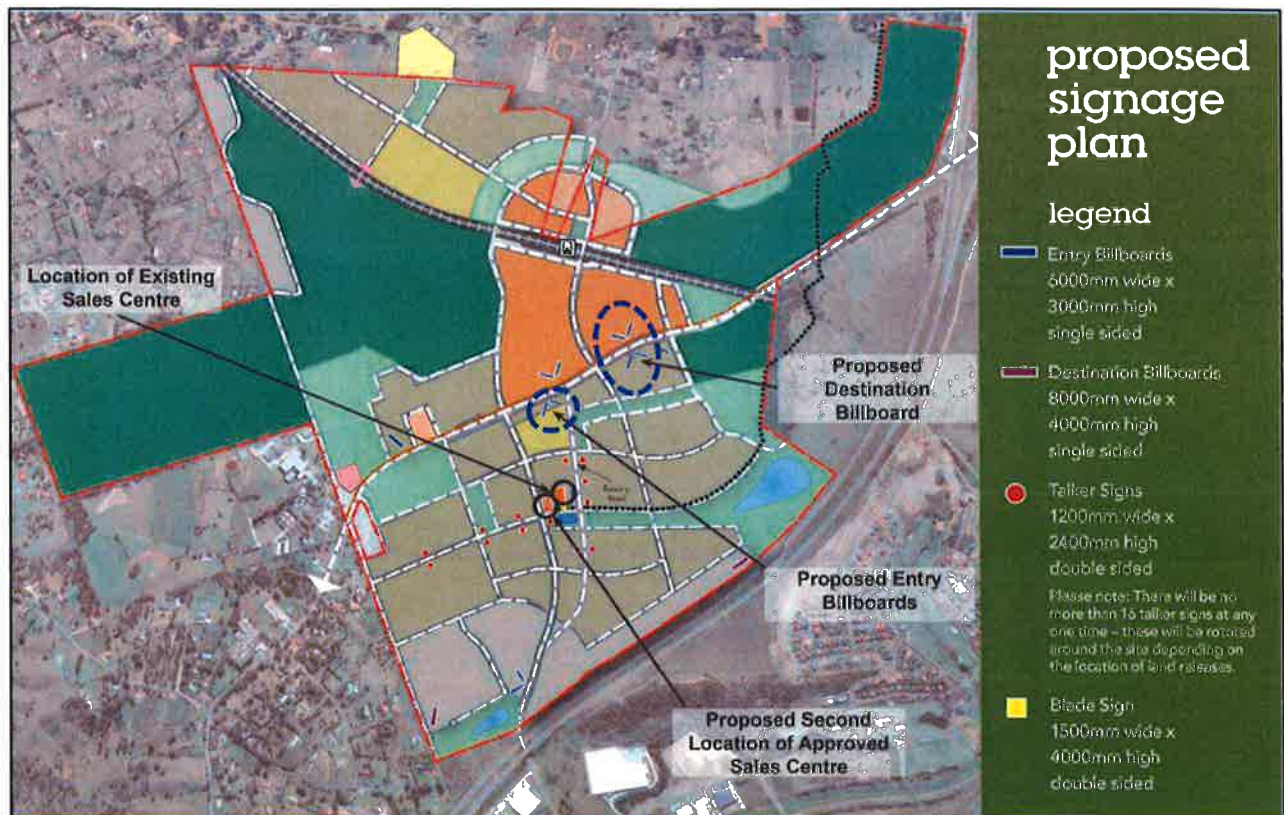 proposed
signage
plan
legend
Entry Billboards
6000mm wide x
3000mm high
single sided
Destination Billboards
8000mm wide x
4000mm high
single sided
Talker Signs
1200mm wide x
2400mm high
double sided
Please note: There will be no
more than 16 talker signs at any
one time – these will be rotated
around the site depending on
the location of land releases.
Blade Sign
1500mm wide x
4000mm high
double sided
Location of Existing
Sales Centre
Proposed
Destination
Billboard
Proposed Entry
Billboards
Proposed Second
Location of Approved
Sales Centre